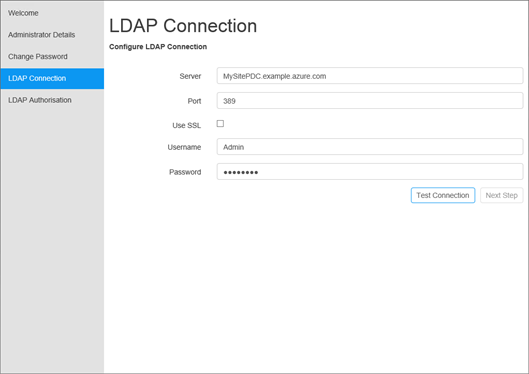 Welcome
Administrator Details
Change Password
LDAP Connection
LDAP Authorisation
LDAP Connection
Configure LDAP Connection
Server MySitePDC.example.azure.com
Port 389
Use SSL
Username Admin
Password ●●●●●●●●
Test Connection Next Step